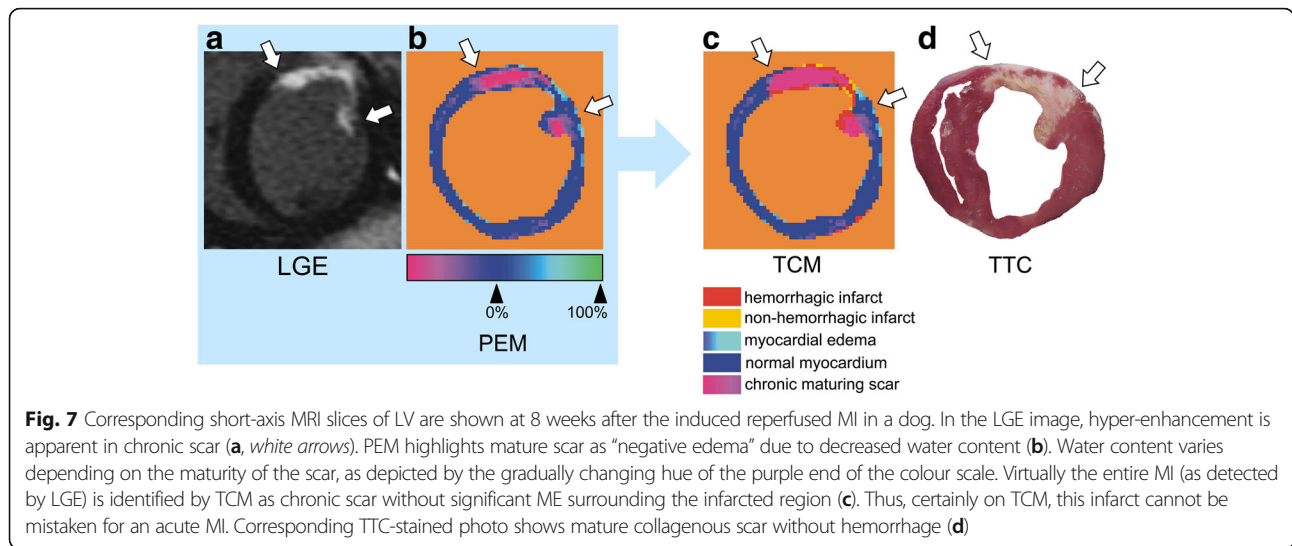 a
b
c
d
LGE
0%
100%
PEM
TCM
TTC
hemorrhagic infarct
non-hemorrhagic infarct
myocardial edema
normal myocardium
chronic maturing scar
Fig. 7 Corresponding short-axis MRI slices of LV are shown at 8 weeks after the induced reperfused MI in a dog. In the LGE image, hyper-enhancement is
apparent in chronic scar (a, white arrows). PEM highlights mature scar as “negative edema” due to decreased water content (b). Water content varies
depending on the maturity of the scar, as depicted by the gradually changing hue of the purple end of the colour scale. Virtually the entire MI (as detected
by LGE) is identified by TCM as chronic scar without significant ME surrounding the infarcted region (c). Thus, certainly on TCM, this infarct cannot be
mistaken for an acute MI. Corresponding TTC-stained photo shows mature collagenous scar without hemorrhage (d)